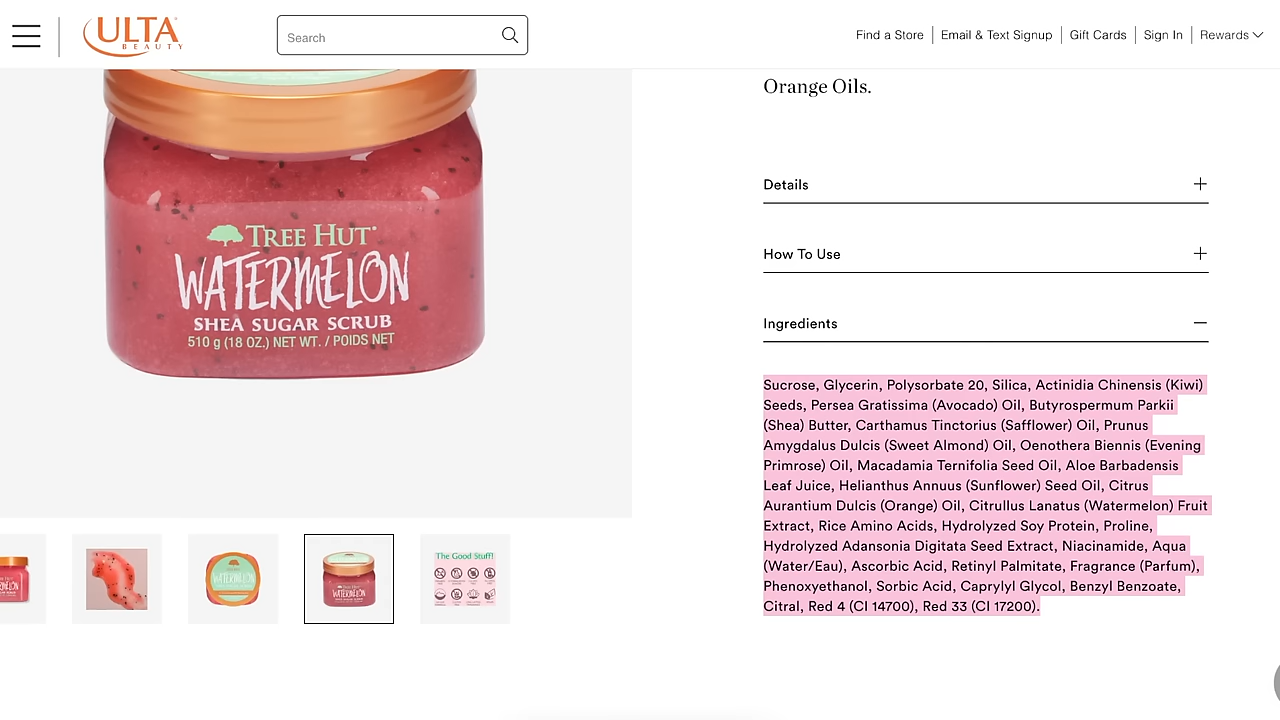 ULTA
BEAUTY
Search
Find a Store
Email & Text Signup
Gift Cards
Sign In
Rewards
TREE HUT
WATERMELON
SHEA SUGAR SCRUB
510 g (18 OZ.) NET WT. / POIDS NET
The Good Stuff!
Orange Oils.
Details
How To Use
Ingredients
Sucrose, Glycerin, Polysorbate 20, Silica, Actinidia Chinensis (Kiwi)
Seeds, Persea Gratissima (Avocado) Oil, Butyrospermum Parkii
(Shea) Butter, Carthamus Tinctorius (Safflower) Oil, Prunus
Amygdalus Dulcis (Sweet Almond) Oil, Oenothera Biennis (Evening
Primrose) Oil, Macadamia Ternifolia Seed Oil, Aloe Barbadensis
Leaf Juice, Helianthus Annuus (Sunflower) Seed Oil, Citrus
Aurantium Dulcis (Orange) Oil, Citrullus Lanatus (Watermelon) Fruit
Extract, Rice Amino Acids, Hydrolyzed Soy Protein, Proline,
Hydrolyzed Adansonia Digitata Seed Extract, Niacinamide, Aqua
(Water/Eau), Ascorbic Acid, Retinyl Palmitate, Fragrance (Parfum),
Phenoxyethanol, Sorbic Acid, Caprylyl Glycol, Benzyl Benzoate,
Citral, Red 4 (CI 14700), Red 33 (CI 17200).